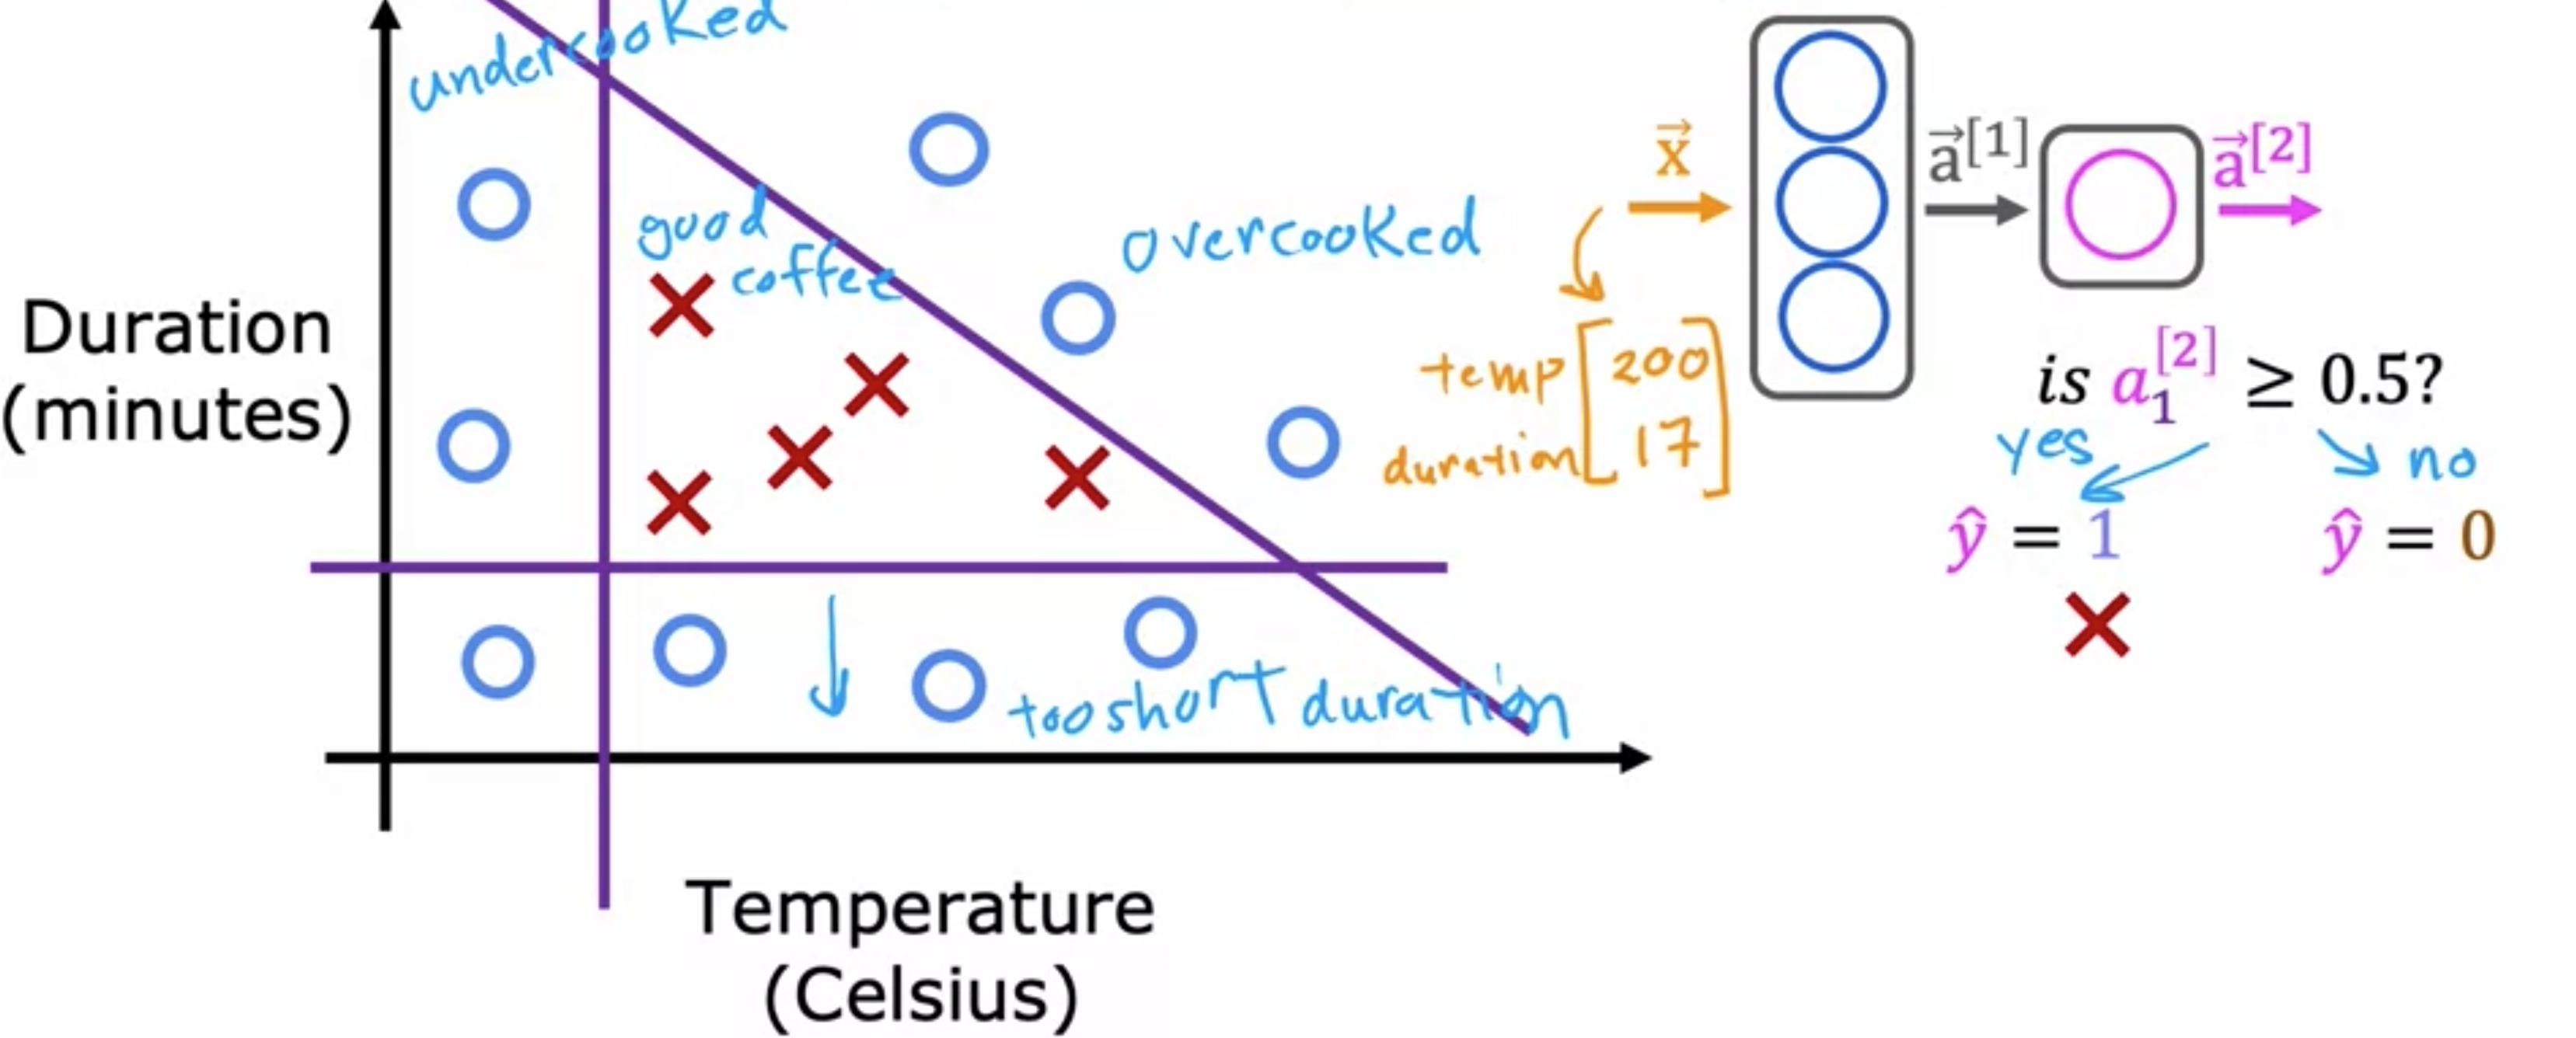 undercooked
good
coffee
overcooked
Duration
(minutes)
too short duration
Temperature
(Celsius)
x⃗
a⃗[1]
a⃗[2]
temp [200
duration 17]
is a₁[2] ≥ 0.5?
yes
no
ŷ = 1
ŷ = 0